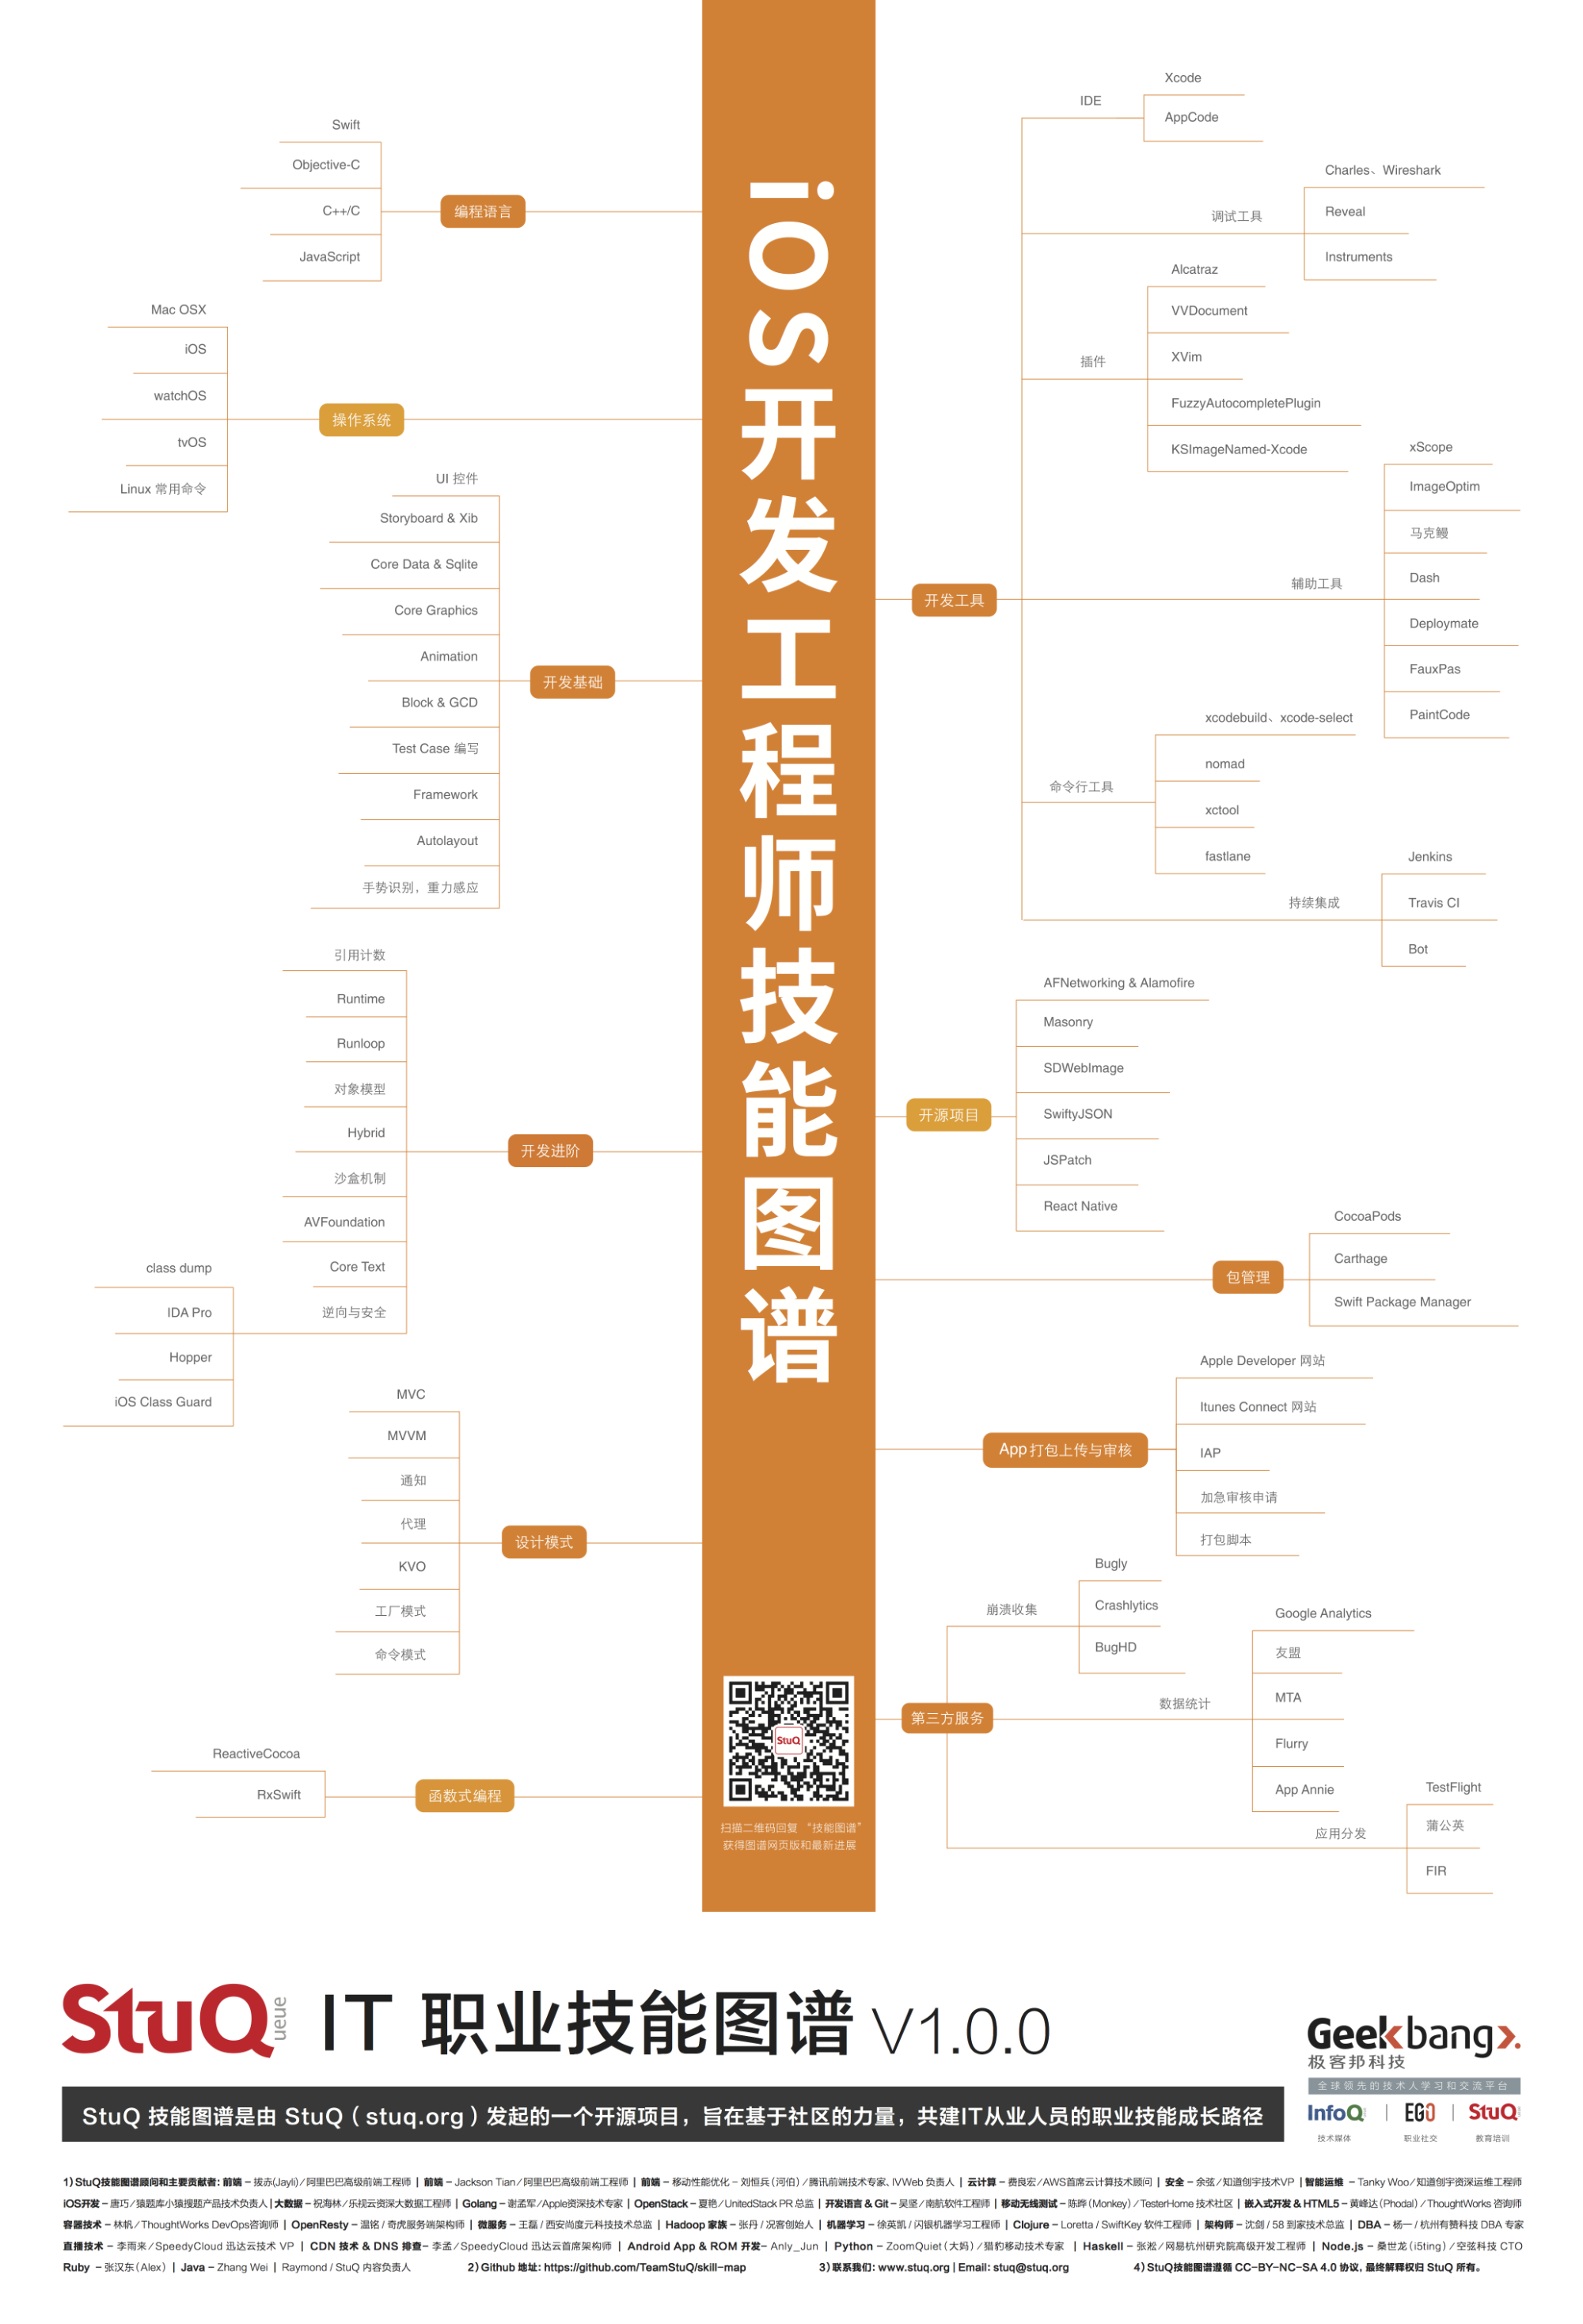 iOS开发工程师技能图谱
编程语言
Swift
Objective-C
C++/C
JavaScript
操作系统
Mac OSX
iOS
watchOS
tvOS
Linux 常用命令
开发基础
UI 控件
Storyboard & Xib
Core Data & Sqlite
Core Graphics
Animation
Block & GCD
Test Case 编写
Framework
Autolayout
手势识别，重力感应
开发进阶
引用计数
Runtime
Runloop
对象模型
Hybrid
沙盒机制
AVFoundation
Core Text
逆向与安全
class dump
IDA Pro
Hopper
iOS Class Guard
设计模式
MVC
MVVM
通知
代理
KVO
工厂模式
命令模式
函数式编程
ReactiveCocoa
RxSwift
开发工具
IDE
Xcode
AppCode
调试工具
Charles、Wireshark
Reveal
Instruments
插件
Alcatraz
VVDocument
XVim
FuzzyAutocompletePlugin
KSImageNamed-Xcode
辅助工具
xScope
ImageOptim
马克鳗
Dash
Deploymate
FauxPas
PaintCode
命令行工具
xcodebuild、xcode-select
nomad
xctool
fastlane
持续集成
Jenkins
Travis CI
Bot
开源项目
AFNetworking & Alamofire
Masonry
SDWebImage
SwiftyJSON
JSPatch
React Native
包管理
CocoaPods
Carthage
Swift Package Manager
App 打包上传与审核
Apple Developer 网站
Itunes Connect 网站
IAP
加急审核申请
打包脚本
第三方服务
崩溃收集
Bugly
Crashlytics
BugHD
数据统计
Google Analytics
友盟
MTA
Flurry
App Annie
应用分发
TestFlight
蒲公英
FIR
StuQ
扫描二维码回复 “技能图谱”
获得图谱网页版和最新进展
StuQ ueue IT 职业技能图谱 V1.0.0
Geekbang>.
极客邦科技
全球领先的技术人学习和交流平台
InfoQ | EGO | StuQ
技术媒体 职业社交 教育培训
StuQ 技能图谱是由 StuQ（stuq.org）发起的一个开源项目，旨在基于社区的力量，共建IT从业人员的职业技能成长路径
1）StuQ技能图谱顾问和主要贡献者：前端 – 拔赤(Jayli)/阿里巴巴高级前端工程师 | 前端 – Jackson Tian/阿里巴巴高级前端工程师 | 前端 – 移动性能优化 – 刘恒兵（河伯）/腾讯前端技术专家、IVWeb 负责人 | 云计算 – 费良宏/AWS首席云计算技术顾问 | 安全 – 余弦/知道创宇技术VP | 智能运维 – Tanky Woo/知道创宇资深运维工程师
iOS开发 – 唐巧/猿题库小猿搜题产品技术负责人 | 大数据 – 祝海林/乐视云资深大数据工程师 | Golang – 谢孟军/Apple资深技术专家 | OpenStack – 夏艳/UnitedStack PR 总监 | 开发语言 & Git – 吴坚/南航软件工程师 | 移动无线测试 – 陈晔（Monkey）/TesterHome 技术社区 | 嵌入式开发 & HTML5 – 黄峰达（Phodal）/ThoughtWorks 咨询师
容器技术 – 林帆/ThoughtWorks DevOps咨询师 | OpenResty – 温铭/奇虎服务端架构师 | 微服务 – 王磊/西安尚度元科技技术总监 | Hadoop 家族 – 张丹/况客创始人 | 机器学习 – 徐英凯/闪银机器学习工程师 | Clojure – Loretta/SwiftKey 软件工程师 | 架构师 – 沈剑/58 到家技术总监 | DBA – 杨一/杭州有赞科技 DBA 专家
直播技术 – 李雨来/SpeedyCloud 迅达云技术 VP | CDN 技术 & DNS 排查– 李孟/SpeedyCloud 迅达云首席架构师 | Android App & ROM 开发– Anly_Jun | Python – ZoomQuiet（大妈）/猎豹移动技术专家 | Haskell – 张淞/网易杭州研究院高级开发工程师 | Node.js – 桑世龙（i5ting）/空弦科技 CTO
Ruby – 张汉东（Alex） | Java – Zhang Wei | Raymond / StuQ 内容负责人 2）Github 地址：https://github.com/TeamStuQ/skill-map 3）联系我们：www.stuq.org | Email: stuq@stuq.org 4）StuQ技能图谱遵循 CC-BY-NC-SA 4.0 协议，最终解释权归 StuQ 所有。